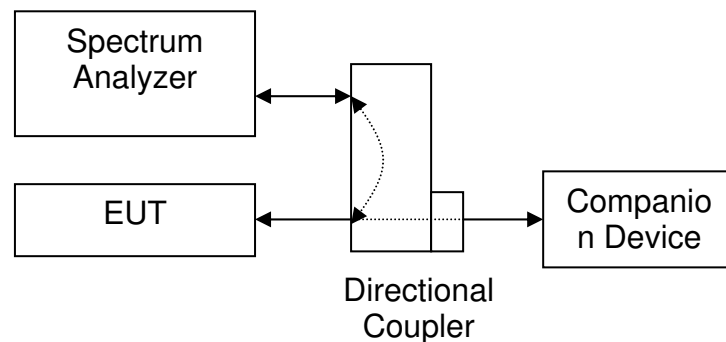 Spectrum
Analyzer
EUT
Companio
n Device
Directional
Coupler